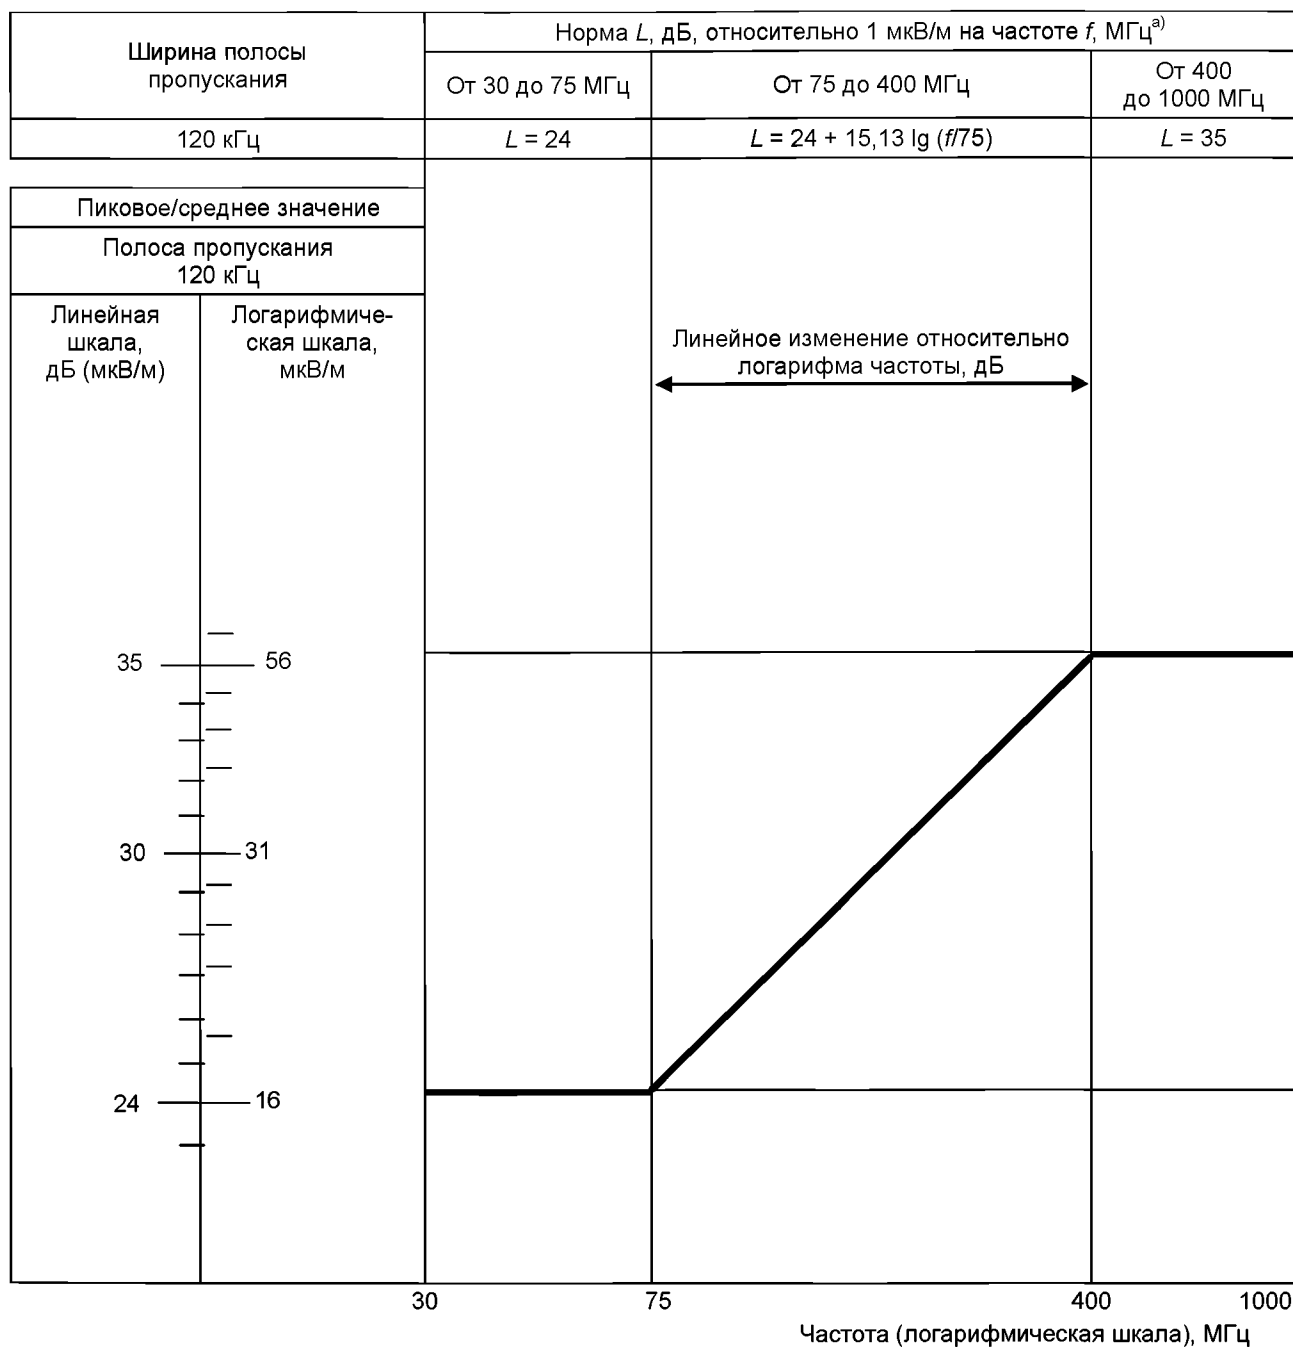 Ширина полосы
пропускания
Норма L, дБ, относительно 1 мкВ/м на частоте f, МГц^а)
От 30 до 75 МГц
От 75 до 400 МГц
От 400
до 1000 МГц
120 кГц
L = 24
L = 24 + 15,13 lg (f/75)
L = 35
Пиковое/среднее значение
Полоса пропускания
120 кГц
Линейная
шкала,
дБ (мкВ/м)
Логарифмиче-
ская шкала,
мкВ/м
Линейное изменение относительно
логарифма частоты, дБ
35
56
30
31
24
16
30
75
400
1000
Частота (логарифмическая шкала), МГц